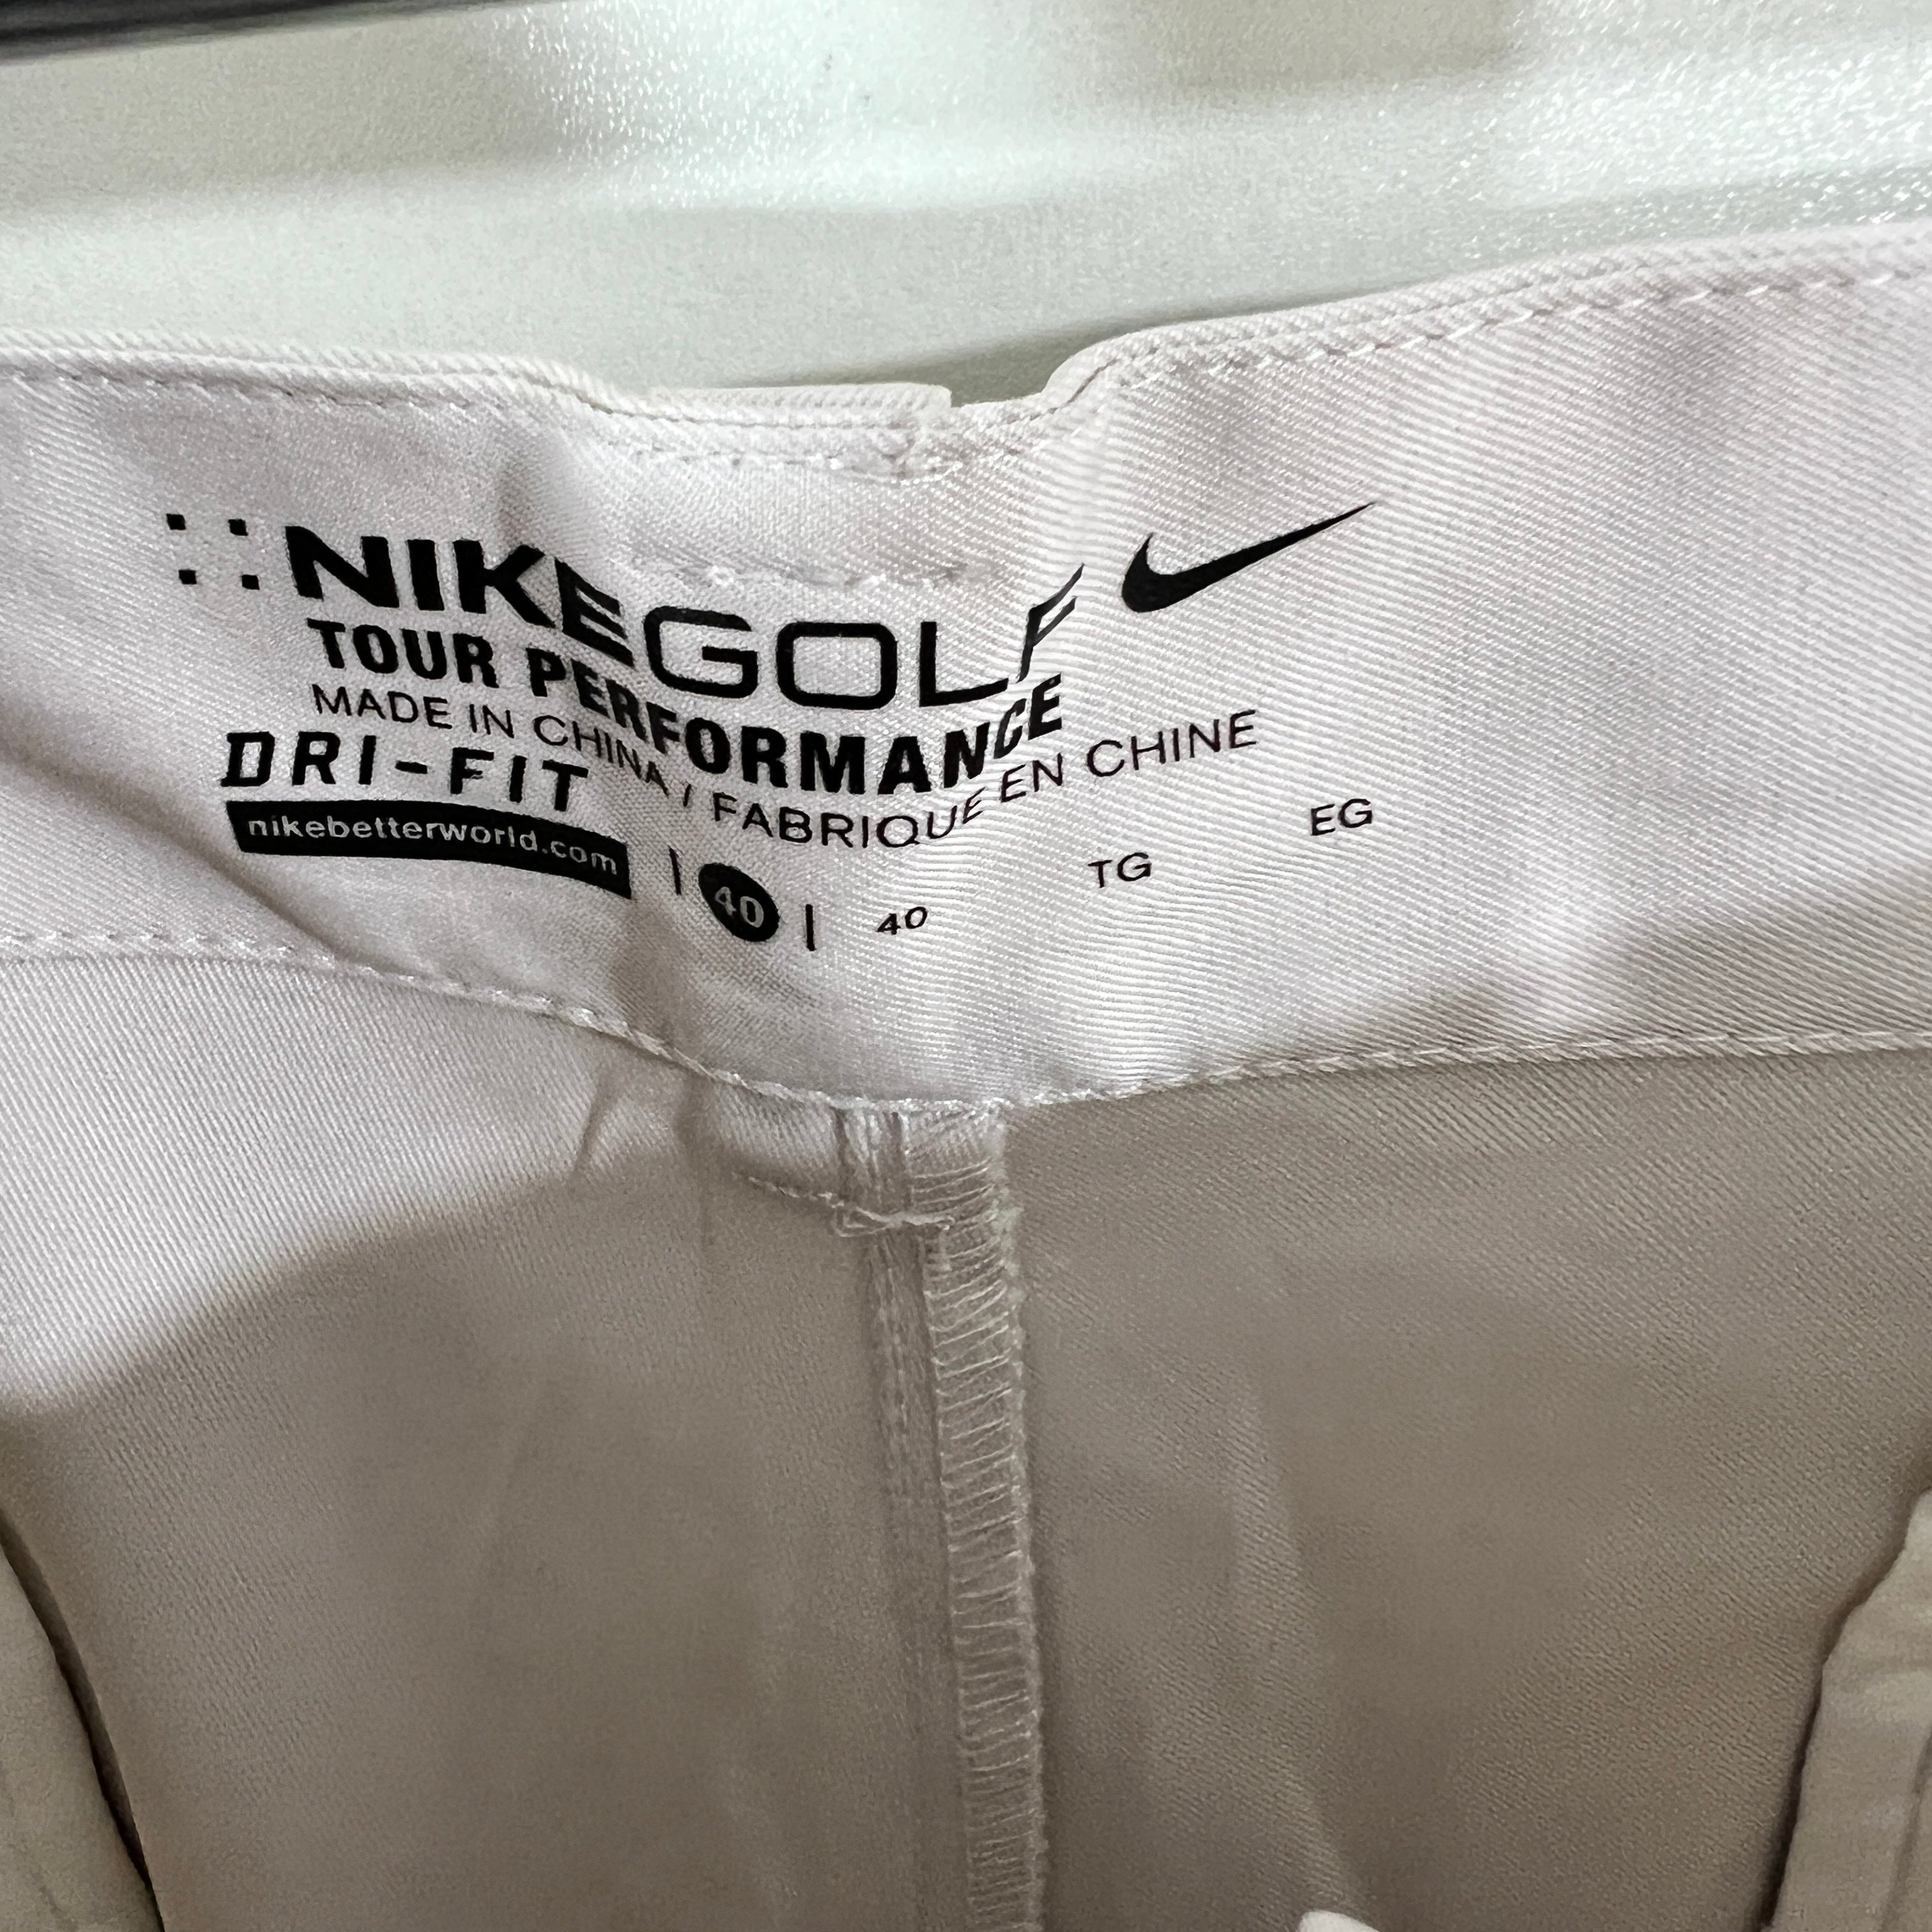 NIKEGOLF
TOUR PERFORMANCE
MADE IN CHINA / FABRIQUE EN CHINE
DRI-FIT
nikebetterworld.com
| 40 | 40 TG EG